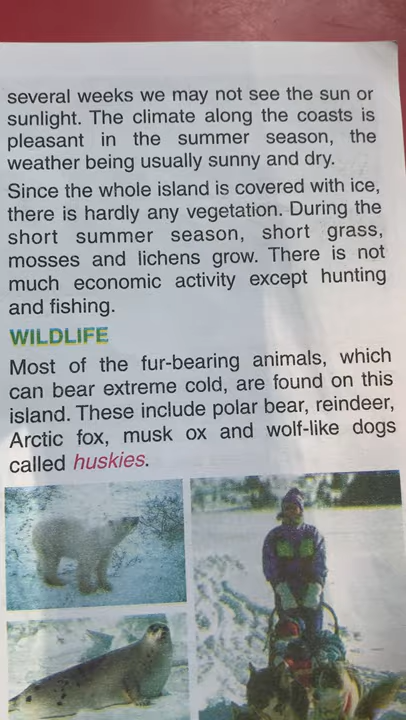 several weeks we may not see the sun or
sunlight. The climate along the coasts is
pleasant in the summer season, the
weather being usually sunny and dry.
Since the whole island is covered with ice,
there is hardly any vegetation. During the
short summer season, short grass,
mosses and lichens grow. There is not
much economic activity except hunting
and fishing.
WILDLIFE
Most of the fur-bearing animals, which
can bear extreme cold, are found on this
island. These include polar bear, reindeer,
Arctic fox, musk ox and wolf-like dogs
called huskies.